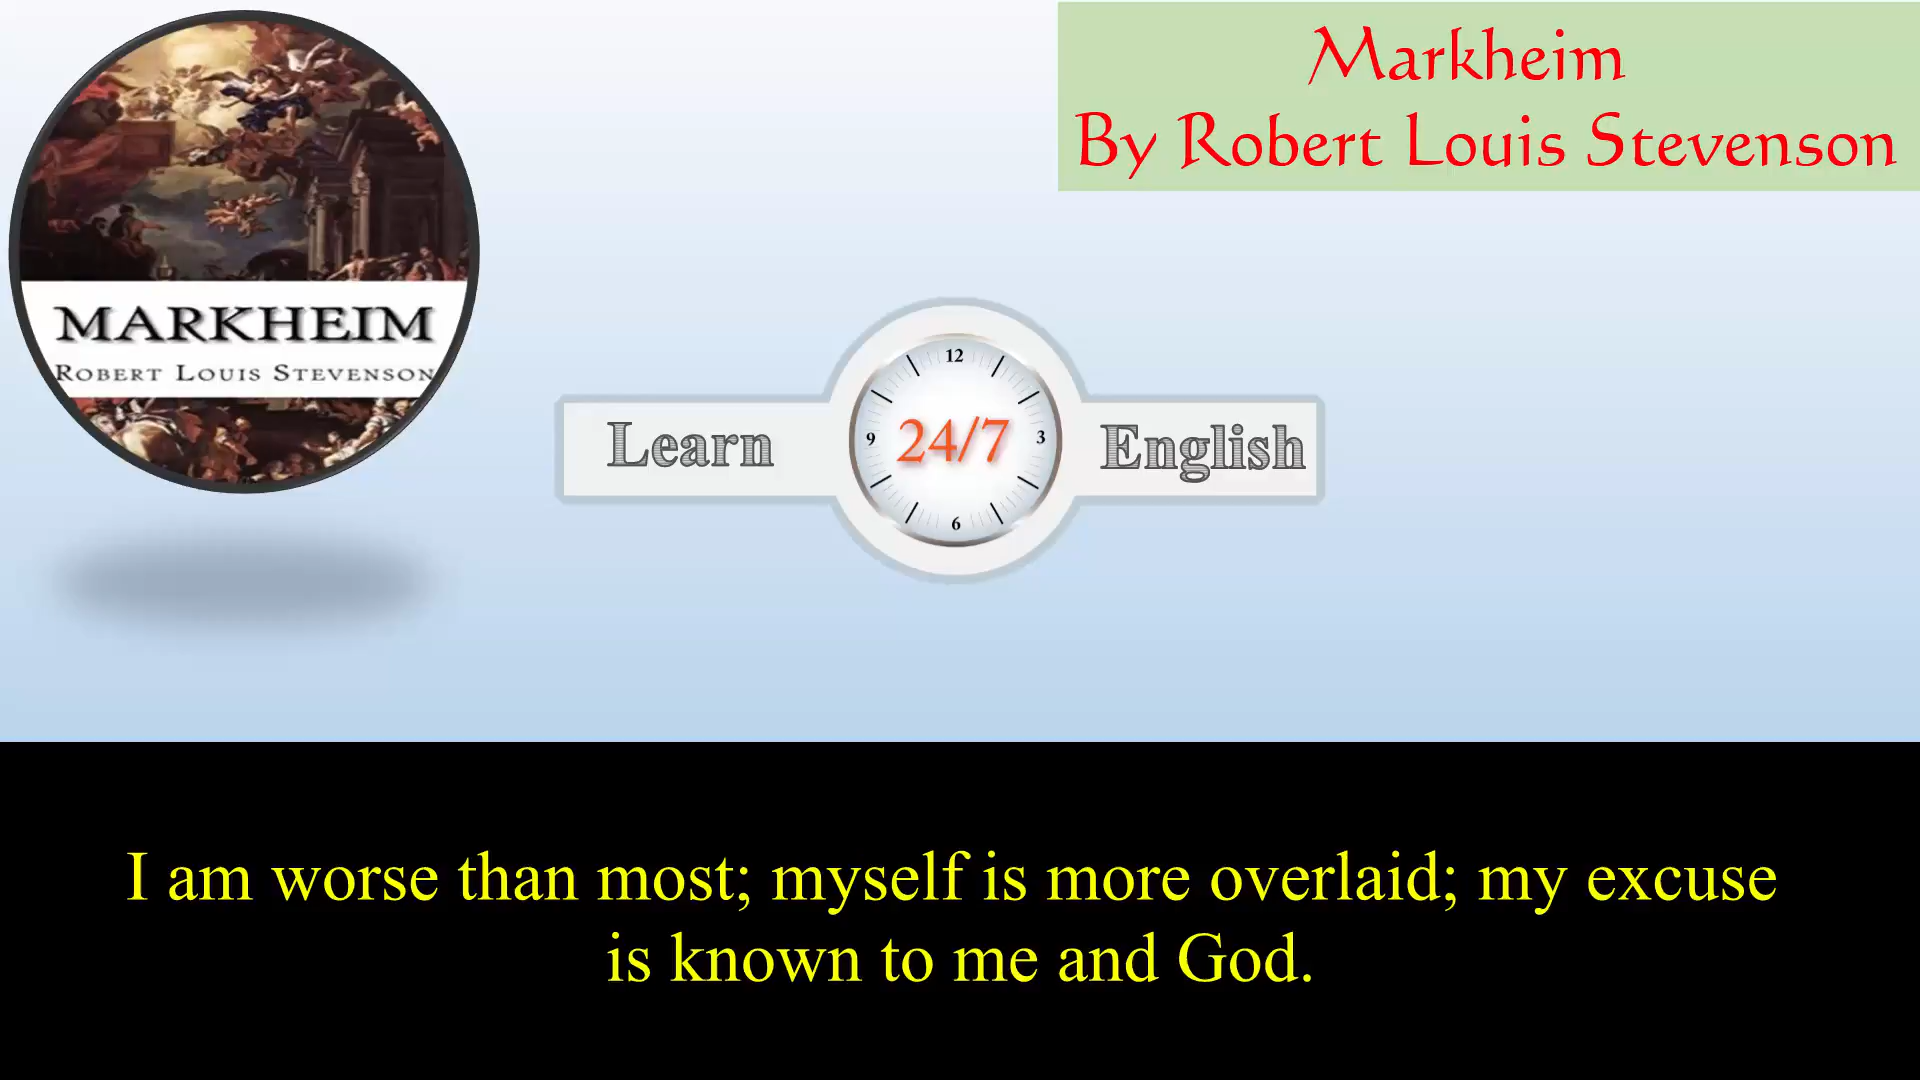 Markheim
By Robert Louis Stevenson
MARKHEIM
ROBERT LOUIS STEVENSON
Learn 24/7 English
12
9
3
6
I am worse than most; myself is more overlaid; my excuse
is known to me and God.